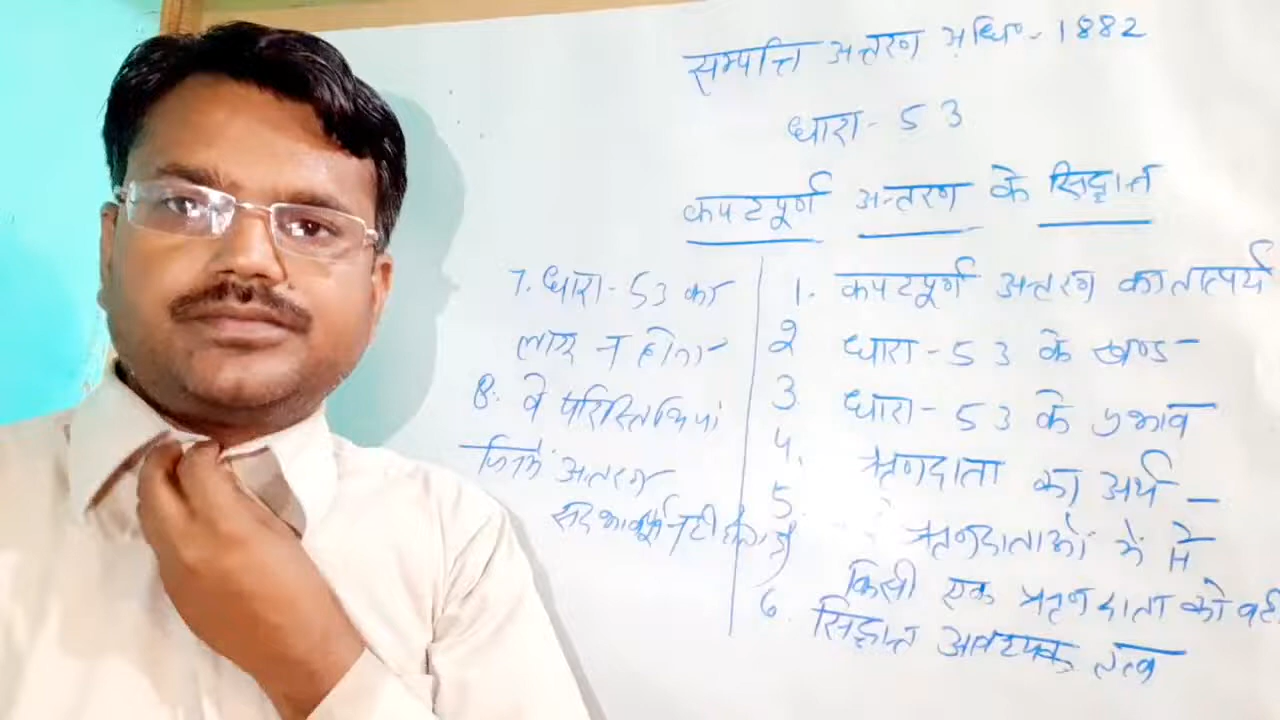 सम्पत्ति अन्तरण अधि०- 1882
धारा- 53
कपटपूर्ण अन्तरण के सिद्धान्त
1. कपटपूर्ण अन्तरण का तात्पर्य
2 धारा - 53 के खण्ड -
3. धारा - 53 के प्रभाव
4. ऋणदाता का अर्थ -
5. ऋणदाताओं में से
किसी एक ऋणदाता को
6. सिद्धान्त आवश्यक तत्व
7. धारा - 53 का
लागू न होना -
8. वे परिस्थितियां
जिनमें अन्तरण